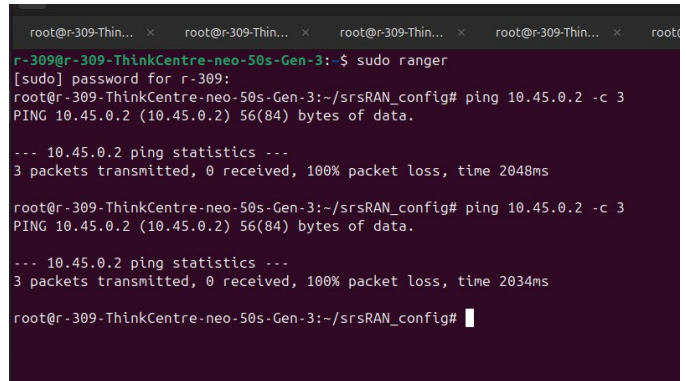 root@r-309-Thin... × root@r-309-Thin... × root@r-309-Thin... × root@r-309-Thin... × root
r-309@r-309-ThinkCentre-neo-50s-Gen-3:~$ sudo ranger
[sudo] password for r-309:
root@r-309-ThinkCentre-neo-50s-Gen-3:~/srsRAN_config# ping 10.45.0.2 -c 3
PING 10.45.0.2 (10.45.0.2) 56(84) bytes of data.
--- 10.45.0.2 ping statistics ---
3 packets transmitted, 0 received, 100% packet loss, time 2048ms
root@r-309-ThinkCentre-neo-50s-Gen-3:~/srsRAN_config# ping 10.45.0.2 -c 3
PING 10.45.0.2 (10.45.0.2) 56(84) bytes of data.
--- 10.45.0.2 ping statistics ---
3 packets transmitted, 0 received, 100% packet loss, time 2034ms
root@r-309-ThinkCentre-neo-50s-Gen-3:~/srsRAN_config#